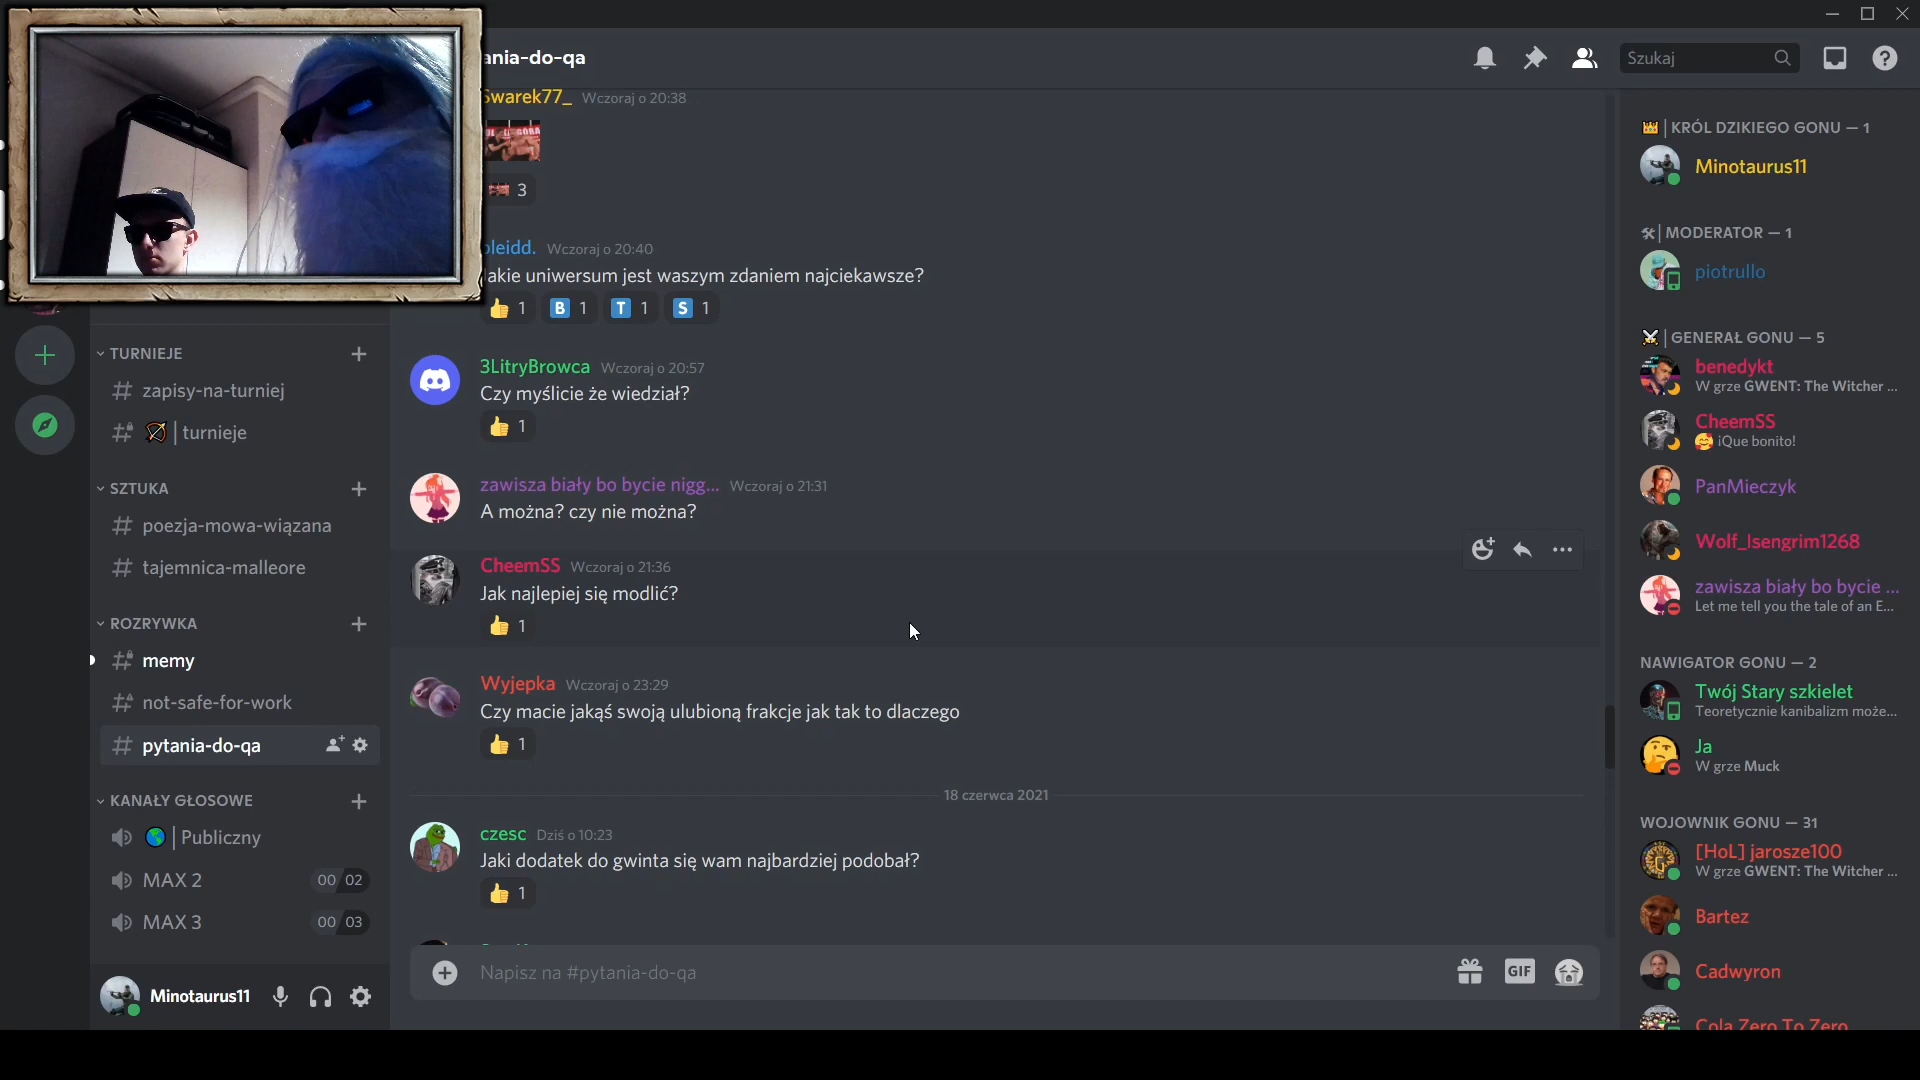 ania-do-qa
Szukaj
Swarek77_ Wczoraj o 20:38
3
pleidd. Wczoraj o 20:40
Jakie uniwersum jest waszym zdaniem najciekawsze?
1 B 1 T 1 S 1
3LitryBrowca Wczoraj o 20:57
Czy myślicie że wiedział?
1
zawisza biały bo bycie nigg... Wczoraj o 21:31
A można? czy nie można?
CheemSS Wczoraj o 21:36
Jak najlepiej się modlić?
1
Wyjepka Wczoraj o 23:29
Czy macie jakąś swoją ulubioną frakcje jak tak to dlaczego
1
18 czerwca 2021
czesc Dziś o 10:23
Jaki dodatek do gwinta się wam najbardziej podobał?
1
Napisz na #pytania-do-qa
GIF
TURNIEJE
zapisy-na-turniej
| turnieje
SZTUKA
poezja-mowa-wiązana
tajemnica-malleore
ROZRYWKA
memy
not-safe-for-work
pytania-do-qa
KANAŁY GŁOSOWE
| Publiczny
MAX 2 00 02
MAX 3 00 03
Minotaurus11
| KRÓL DZIKIEGO GONU — 1
Minotaurus11
| MODERATOR — 1
piotrullo
| GENERAŁ GONU — 5
benedykt
W grze GWENT: The Witcher ...
CheemSS
¡Que bonito!
PanMieczyk
Wolf_Isengrim1268
zawisza biały bo bycie ...
Let me tell you the tale of an E...
NAWIGATOR GONU — 2
Twój Stary szkielet
Teoretycznie kanibalizm może...
Ja
W grze Muck
WOJOWNIK GONU — 31
[HoL] jarosze100
W grze GWENT: The Witcher ...
Bartez
Cadwyron
Cola Zero To Zero